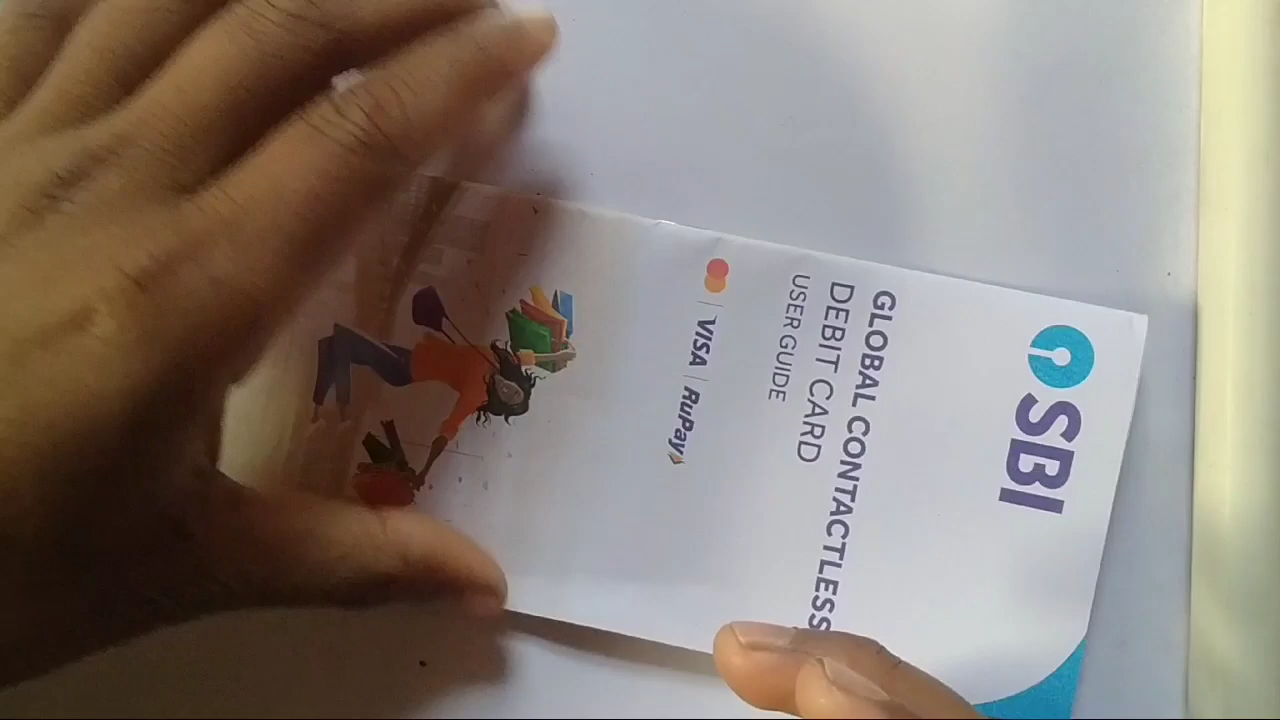 SBI
GLOBAL CONTACTLESS
DEBIT CARD
USER GUIDE
VISA | RuPay